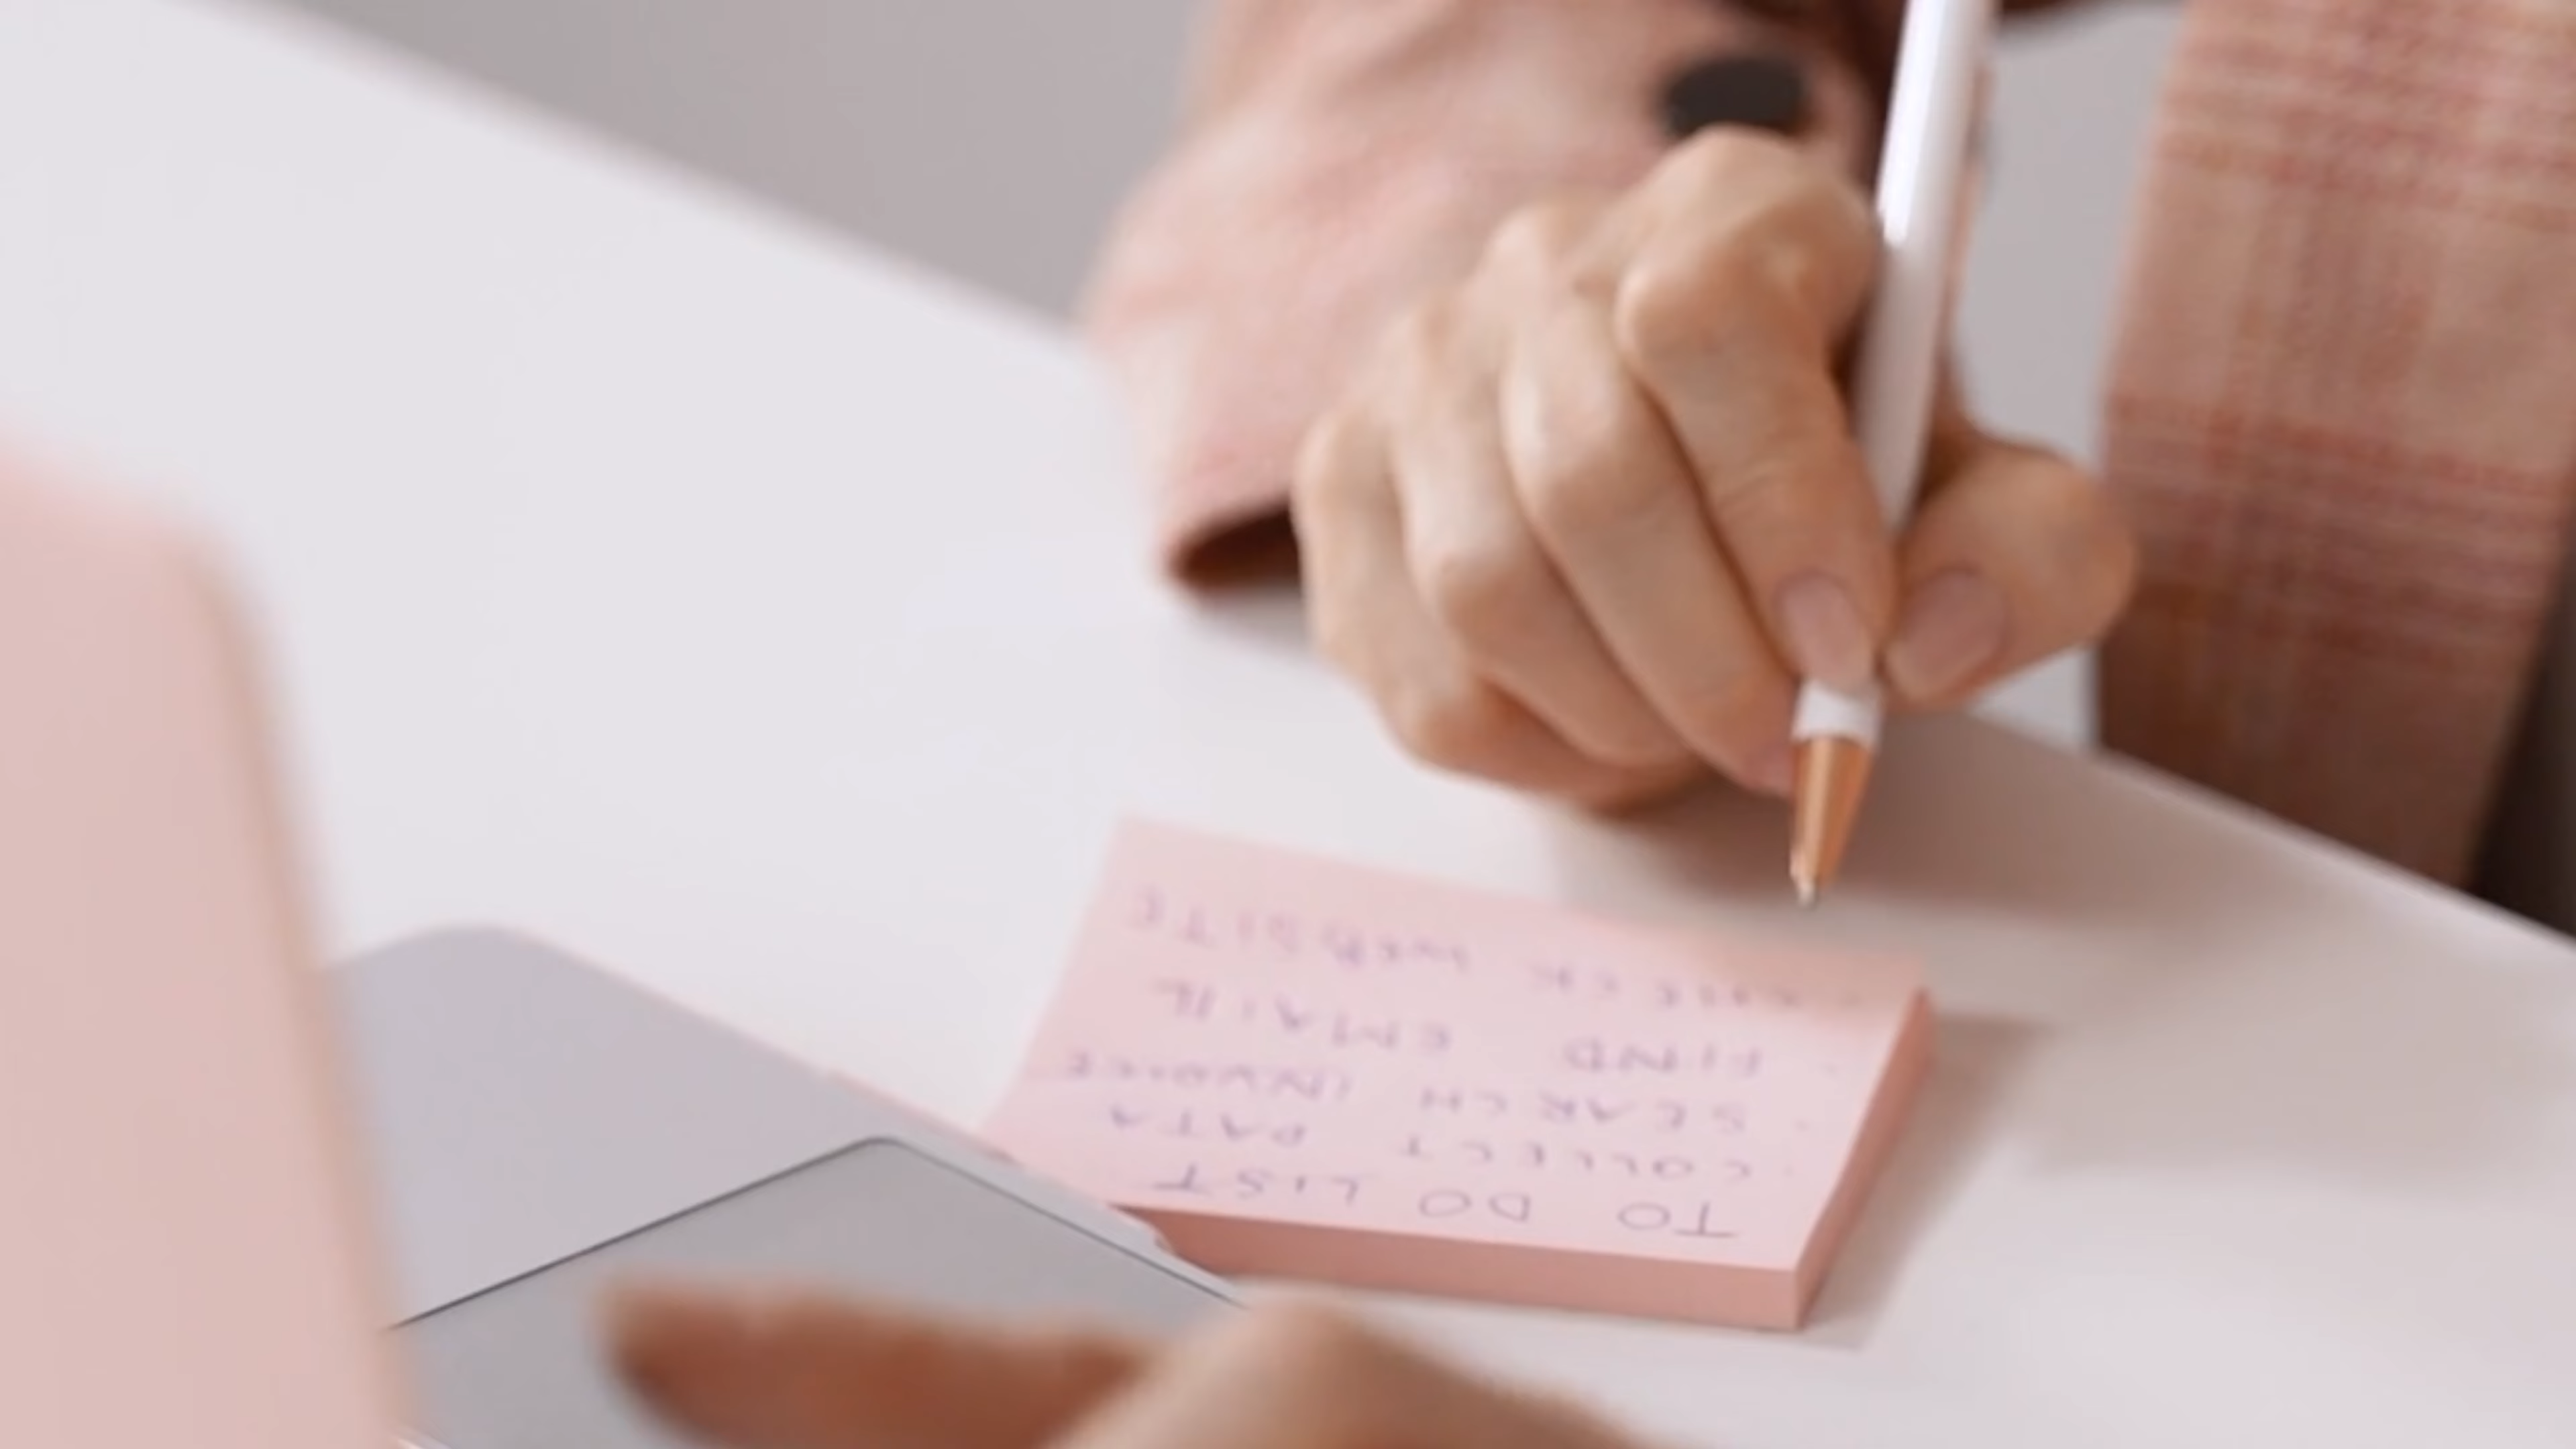 TO DO LIST
· COLLECT DATA
· SEARCH INVOICE
· FIND EMAIL
· CHECK WEBSITE